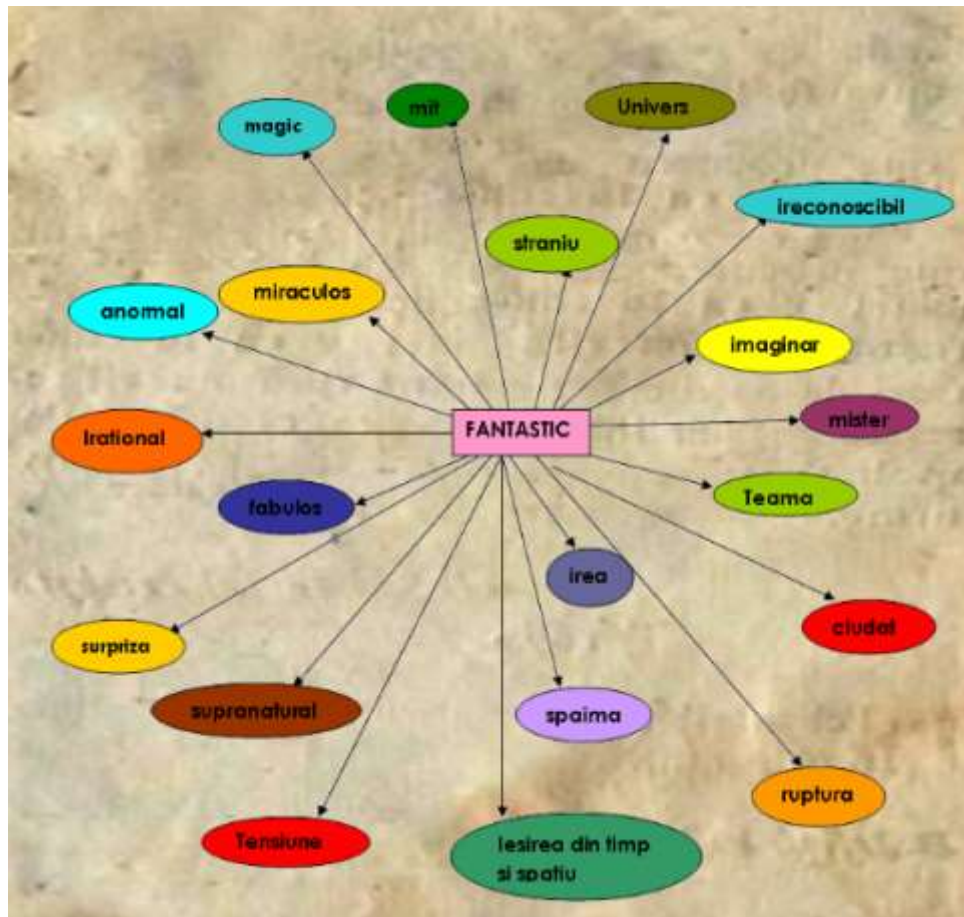 mit
Univers
magic
ireconoscibil
straniu
miraculos
anormal
imaginar
mister
FANTASTIC
Irational
Teama
fabulos
irea
ciudat
surpriza
supranatural
spaima
ruptura
Tensiune
Iesirea din timp
si spatiu